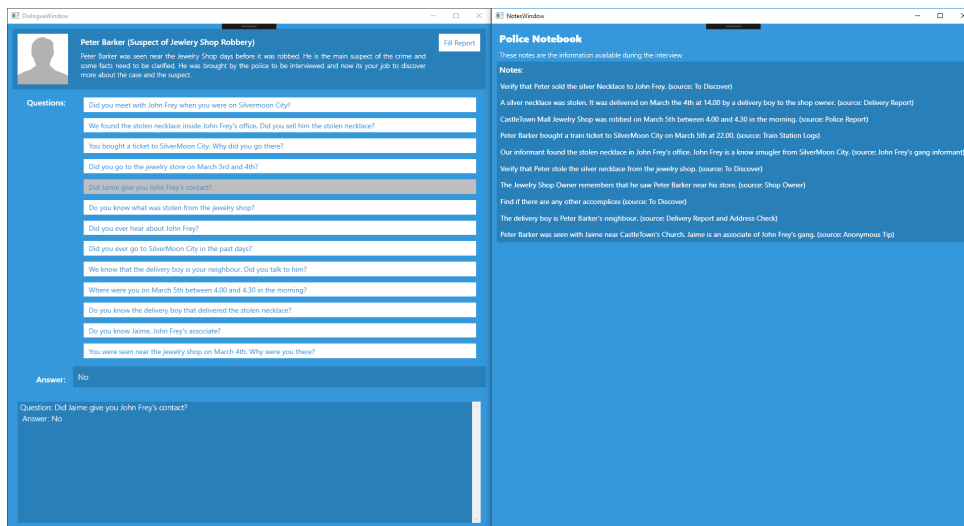 DialogueWindow
Peter Barker (Suspect of Jewlery Shop Robbery)
Fill Report
Peter Barker was seen near the Jewelry Shop days before it was robbed. He is the main suspect of the crime and
some facts need to be clarified. He was brought by the police to be interviewed and now its your job to discover
more about the case and the suspect.
Questions:
Did you meet with John Frey when you were on Silvermoon City?
We found the stolen necklace inside John Frey's office. Did you sell him the stolen necklace?
You bought a ticket to SilverMoon City. Why did you go there?
Did you go to the jewelry store on March 3rd and 4th?
Did Jaime give you John Frey's contact?
Do you know what was stolen from the jewelry shop?
Did you ever hear about John Frey?
Did you ever go to SilverMoon City in the past days?
We know that the delivery boy is your neighbour. Did you talk to him?
Where were you on March 5th between 4.00 and 4.30 in the morning?
Do you know the delivery boy that delivered the stolen necklace?
Do you know Jaime, John Frey's associate?
You were seen near the jewelry shop on March 4th. Why were you there?
Answer:
No
Question: Did Jaime give you John Frey's contact?
Answer: No
NotesWindow
Police Notebook
These notes are the information available during the interview
Notes:
Verify that Peter sold the silver Necklace to John Frey. (source: To Discover)
A silver necklace was stolen. It was delivered on March the 4th at 14.00 by a delivery boy to the shop owner. (source: Delivery Report)
CastleTown Mall Jewelry Shop was robbed on March 5th between 4.00 and 4.30 in the morning. (source: Police Report)
Peter Barker bought a train ticket to SilverMoon City on March 5th at 22.00. (source: Train Station Logs)
Our informant found the stolen necklace in John Frey's office. John Frey is a know smugler from SilverMoon City. (source: John Frey's gang informant)
Verify that Peter stole the silver necklace from the jewelry shop. (source: To Discover)
The Jewelry Shop Owner remembers that he saw Peter Barker near his store. (source: Shop Owner)
Find if there are any other accomplices (source: To Discover)
The delivery boy is Peter Barker's neighbour. (source: Delivery Report and Address Check)
Peter Barker was seen with Jaime near CastleTown's Church. Jaime is an associate of John Frey's gang. (source: Anonymous Tip)